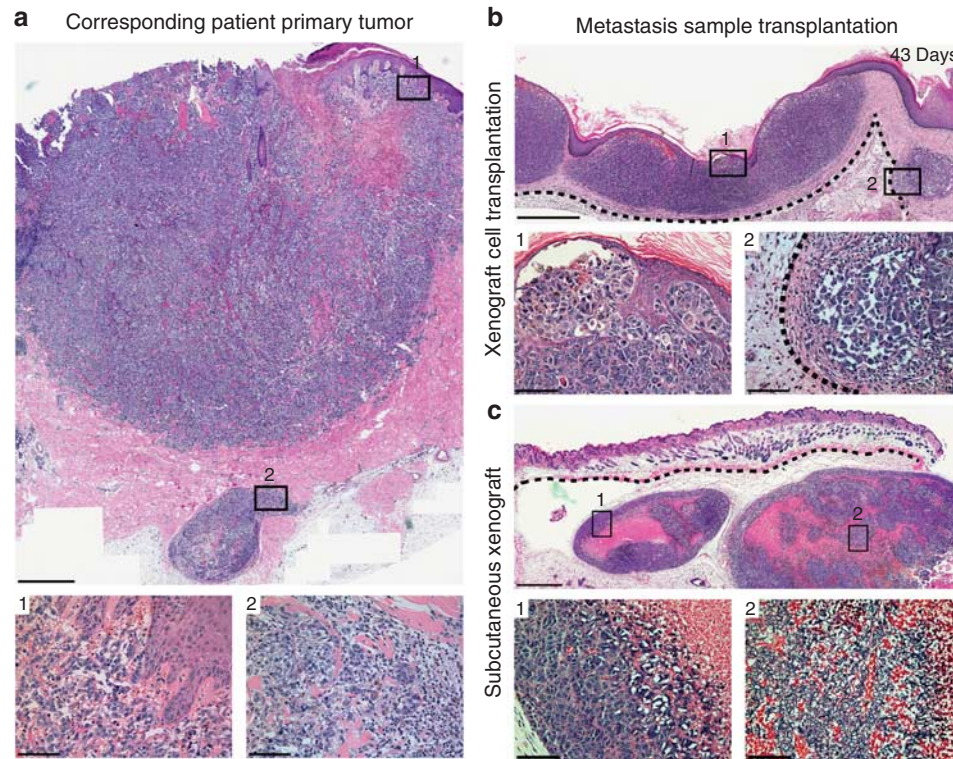 a
Corresponding patient primary tumor
1
2
1
2
b
Metastasis sample transplantation
Xenograft cell transplantation
43 Days
1
2
1
2
c
Subcutaneous xenograft
1
2
1
2